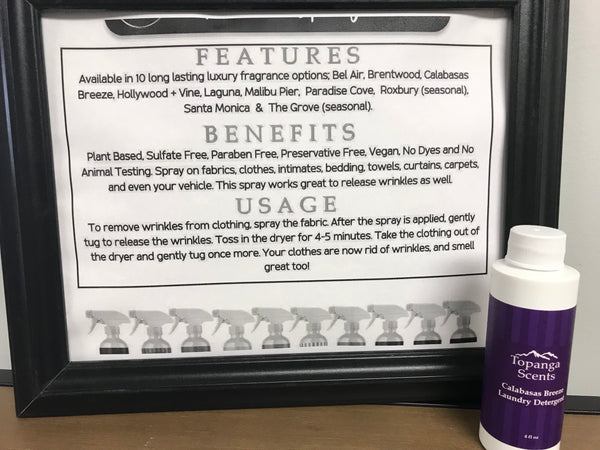 FEATURES
Available in 10 long lasting luxury fragrance options; Bel Air, Brentwood, Calabasas
Breeze, Hollywood + Vine, Laguna, Malibu Pier, Paradise Cove, Roxbury (seasonal),
Santa Monica & The Grove (seasonal).
BENEFITS
Plant Based, Sulfate Free, Paraben Free, Preservative Free, Vegan, No Dyes and No
Animal Testing. Spray on fabrics, clothes, intimates, bedding, towels, curtains, carpets,
and even your vehicle. This spray works great to release wrinkles as well.
USAGE
To remove wrinkles from clothing, spray the fabric. After the spray is applied, gently
tug to release the wrinkles. Toss in the dryer for 4-5 minutes. Take the clothing out of
the dryer and gently tug once more. Your clothes are now rid of wrinkles, and smell
great too!
Topanga
Scents
Calabasas Breeze
Laundry Detergent
4 fl oz